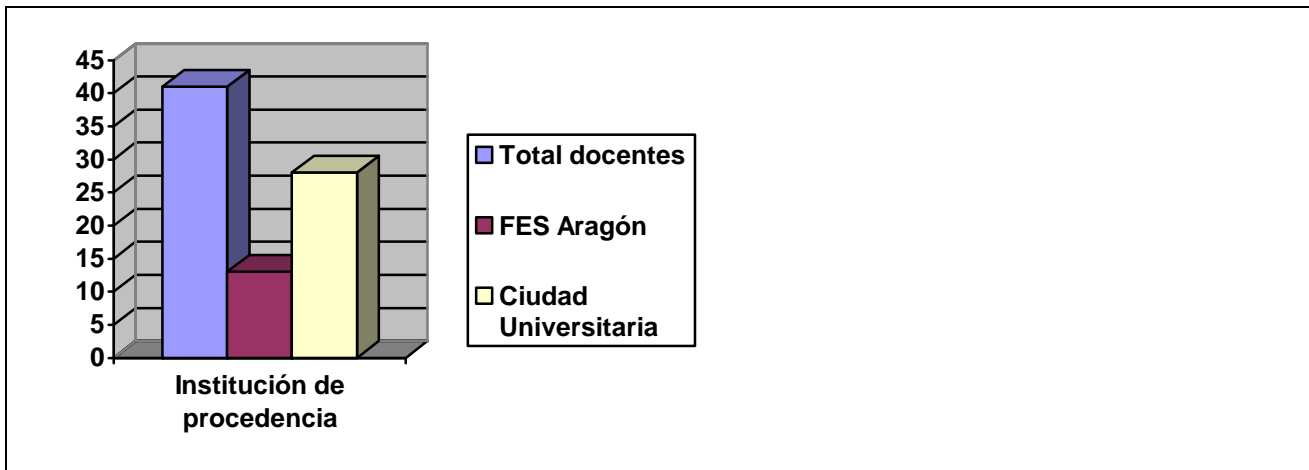 45
40
35
30
25
20
15
10
5
0
Institución de
procedencia
Total docentes
FES Aragón
Ciudad
Universitaria